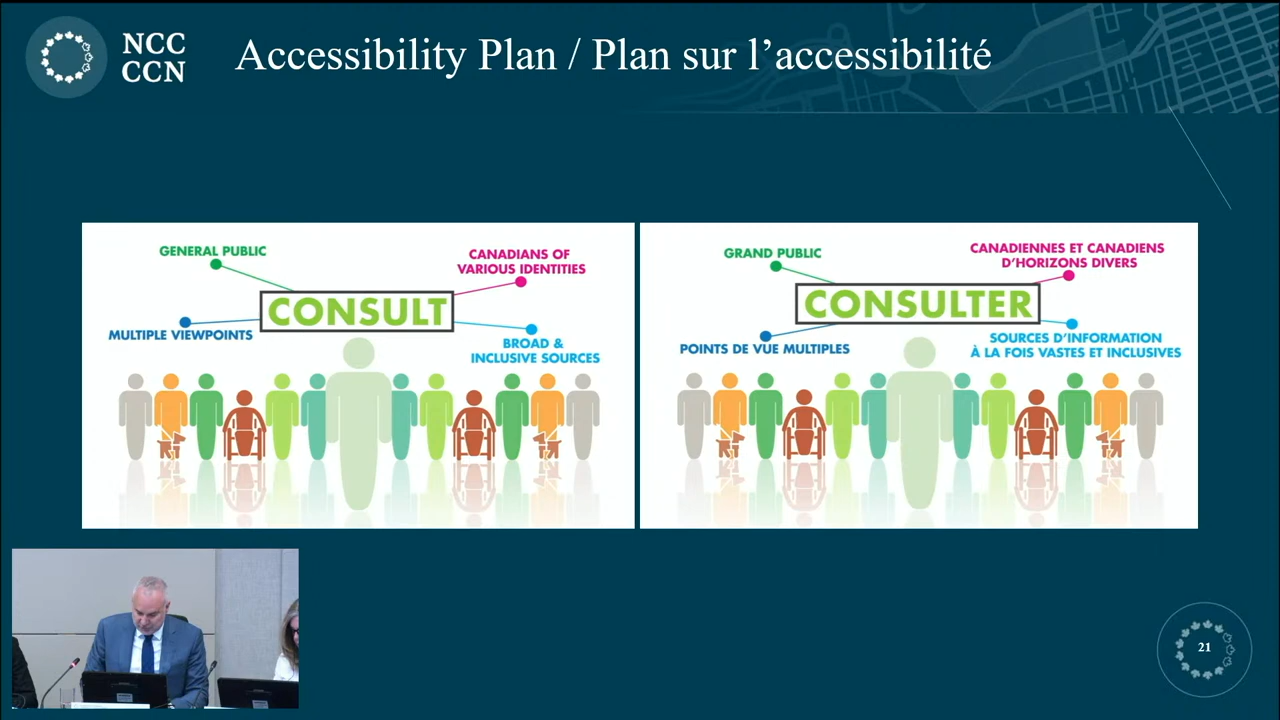 NCC
CCN
Accessibility Plan / Plan sur l’accessibilité
GENERAL PUBLIC
CANADIANS OF
VARIOUS IDENTITIES
CONSULT
MULTIPLE VIEWPOINTS
BROAD &
INCLUSIVE SOURCES
GRAND PUBLIC
CANADIENNES ET CANADIENS
D’HORIZONS DIVERS
CONSULTER
POINTS DE VUE MULTIPLES
SOURCES D’INFORMATION
À LA FOIS VASTES ET INCLUSIVES
21